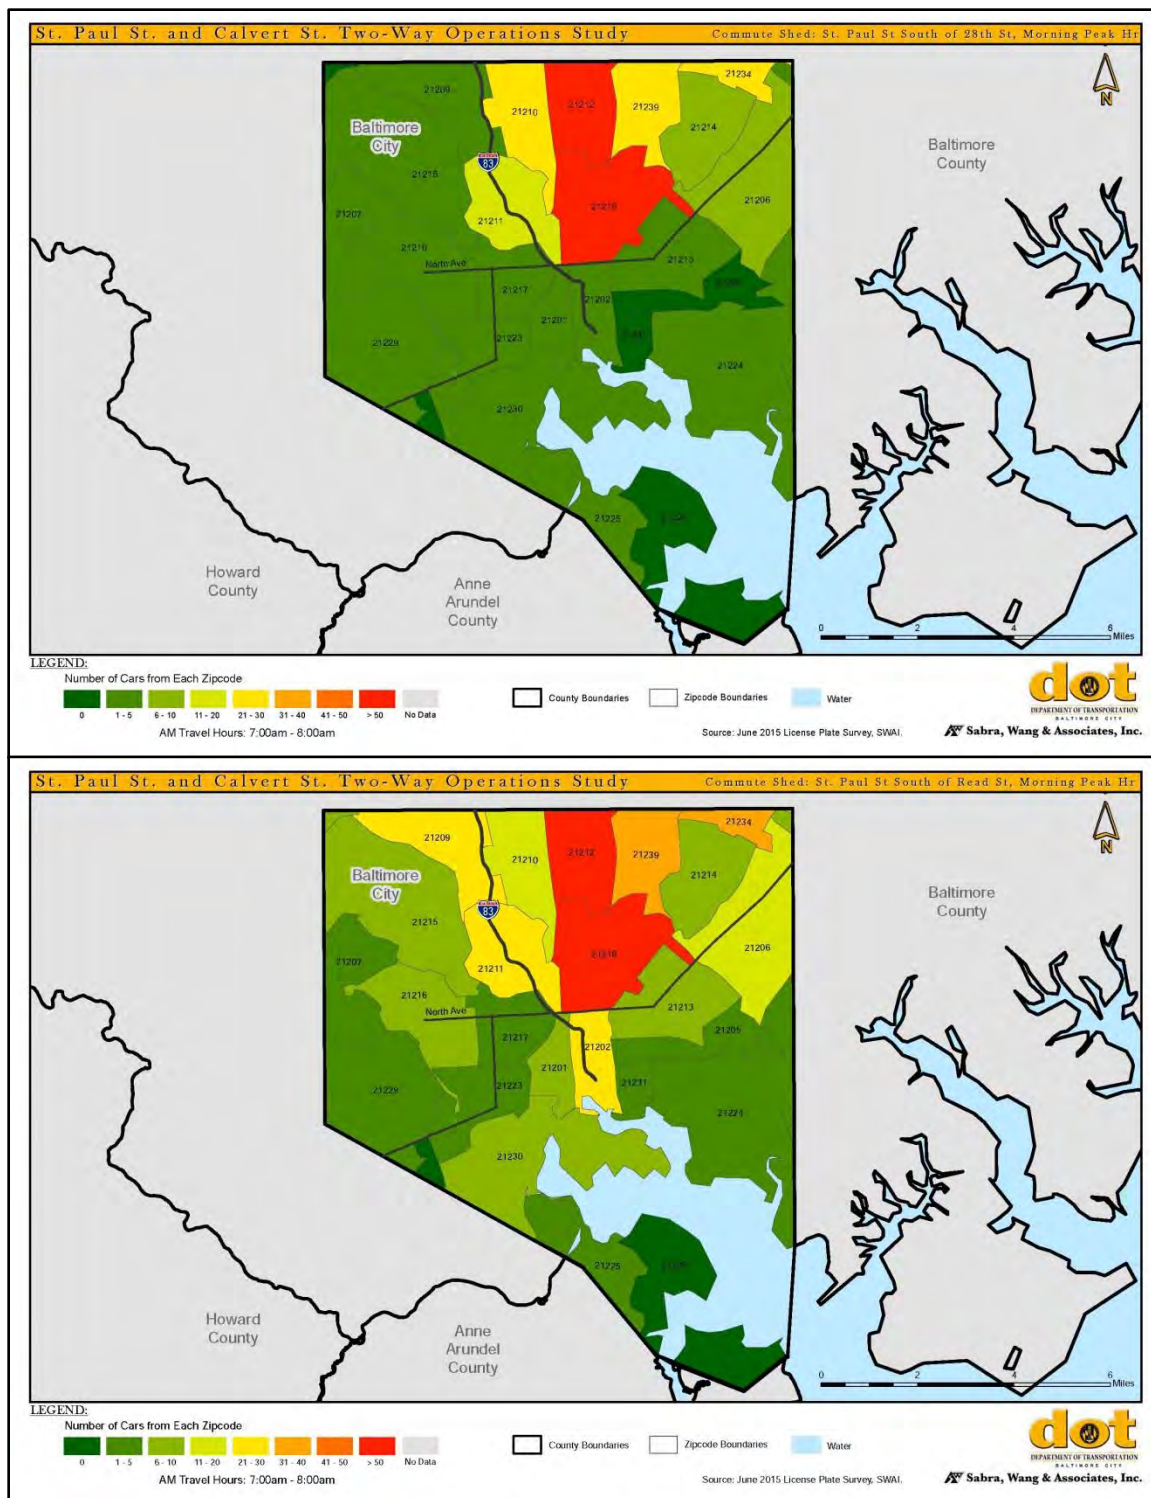 St. Paul St. and Calvert St. Two-Way Operations Study
Commute Shed: St. Paul St South of 28th St, Morning Peak Hr
21234
21209
21210
21212
21239
21214
N
Baltimore
City
83
Baltimore
County
21215
21206
21207
21218
21211
21216
North Ave
21213
21217
21202
21201
21223
21229
21224
21230
21225
Howard
County
Anne
Arundel
County
0 2 4 6
Miles
LEGEND:
Number of Cars from Each Zipcode
0 1 - 5 6 - 10 11 - 20 21 - 30 31 - 40 41 - 50 > 50 No Data
AM Travel Hours: 7:00am - 8:00am
County Boundaries
Zipcode Boundaries
Water
Source: June 2015 License Plate Survey, SWAI.
dot
DEPARTMENT OF TRANSPORTATION
BALTIMORE CITY
Sabra, Wang & Associates, Inc.
St. Paul St. and Calvert St. Two-Way Operations Study
Commute Shed: St. Paul St South of Read St, Morning Peak Hr
21234
21209
21210
21212
21239
21214
N
Baltimore
City
83
Baltimore
County
21215
21206
21207
21218
21211
21216
North Ave
21213
21205
21217
21202
21201
21223
21231
21229
21224
21230
21225
Howard
County
Anne
Arundel
County
0 2 4 6
Miles
LEGEND:
Number of Cars from Each Zipcode
0 1 - 5 6 - 10 11 - 20 21 - 30 31 - 40 41 - 50 > 50 No Data
AM Travel Hours: 7:00am - 8:00am
County Boundaries
Zipcode Boundaries
Water
Source: June 2015 License Plate Survey, SWAI.
dot
DEPARTMENT OF TRANSPORTATION
BALTIMORE CITY
Sabra, Wang & Associates, Inc.